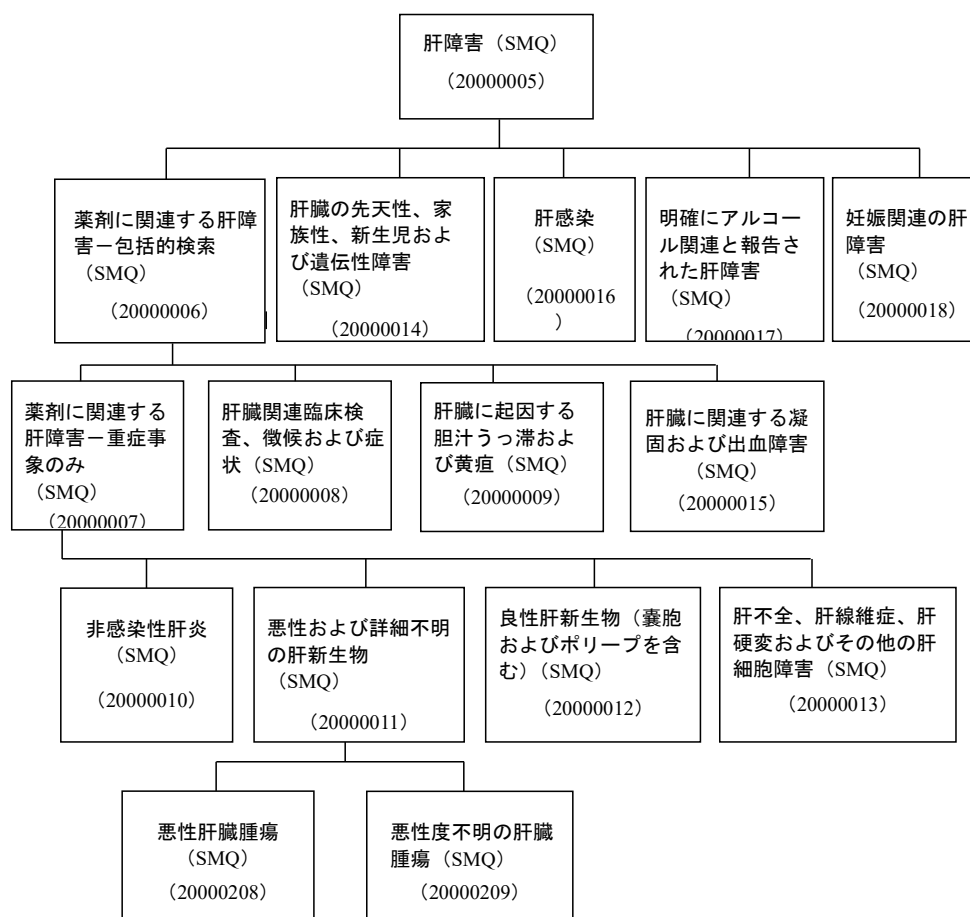 肝障害（SMQ）
（20000005）
薬剤に関連する肝障
害－包括的検索
（SMQ）
（20000006）
肝臓の先天性、家
族性、新生児およ
び遺伝性障害
（SMQ）
（20000014）
肝感染
（SMQ）
（20000016
）
明確にアルコール
関連と報告され
れた肝障害
（SMQ）
（20000017）
妊娠関連の肝
障害
（SMQ）
（20000018）
薬剤に関連する
肝障害－重症事
象のみ
（SMQ）
（20000007）
肝臓関連臨床検
査、徴候および症
状（SMQ）
（20000008）
肝臓に起因する
胆汁うっ滞およ
び黄疸（SMQ）
（20000009）
肝臓に関連する凝
固および出血障害
（SMQ）
（20000015）
非感染性肝炎
（SMQ）
（20000010）
悪性および詳細不明
の肝新生物
（SMQ）
（20000011）
良性肝新生物（嚢胞
およびポリープを含
む）（SMQ）
（20000012）
肝不全、肝線維症、肝
硬変およびその他の肝
細胞障害（SMQ）
（20000013）
悪性肝臓腫瘍
（SMQ）
（20000208）
悪性度不明の肝臓
腫瘍（SMQ）
（20000209）